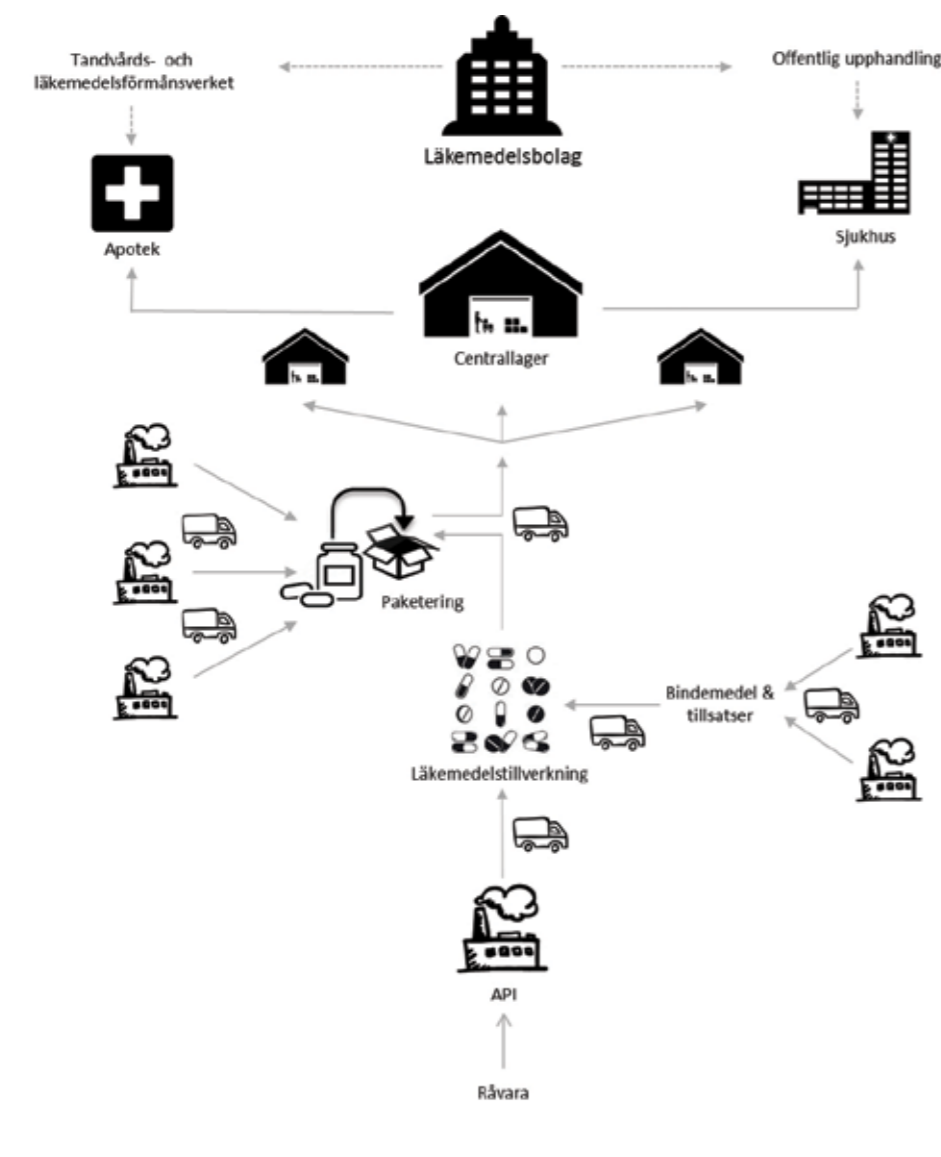 Tandvårds- och
läkemedelsförmånsverket
Offentlig upphandling
Läkemedelsbolag
Apotek
Sjukhus
Centrallager
Paketering
Bindemedel &
tillsatser
Läkemedelstillverkning
API
Råvara